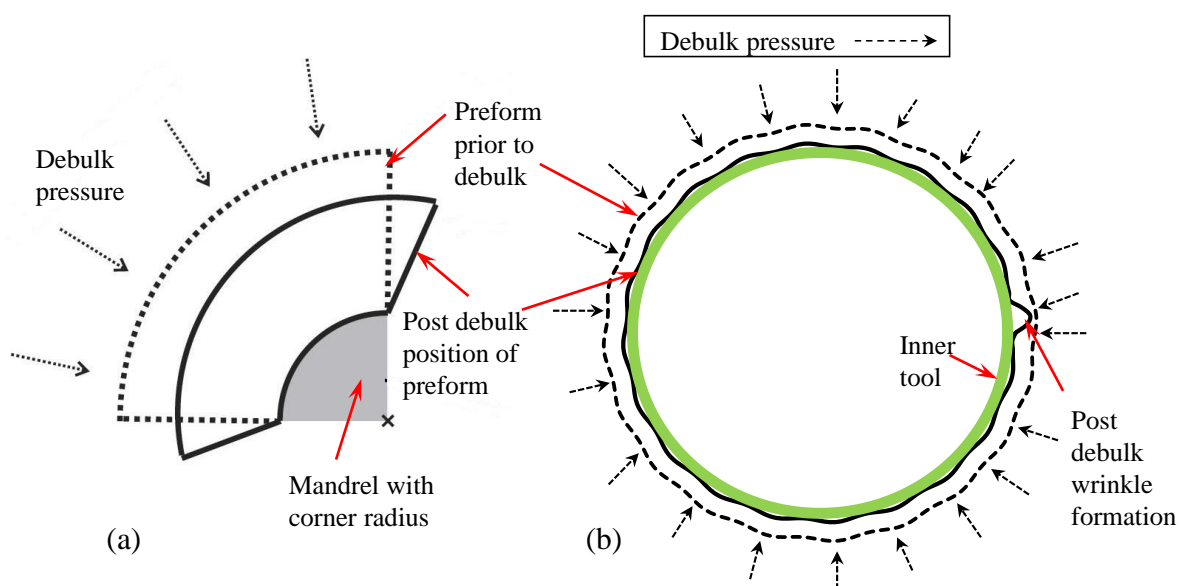 Debulk pressure
Preform
prior to
debulk
Debulk
pressure
Post debulk
position of
preform
Inner
tool
Mandrel with
corner radius
Post
debulk
wrinkle
formation
(a)
(b)